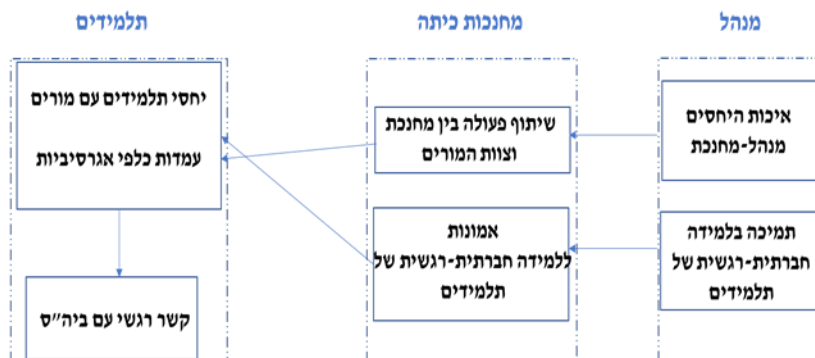 מנהל
מחנכות כיתה
תלמידים
איכות היחסים
מנהל-מחנכת
תמיכה בלמידה
חברתית-רגשית של
תלמידים
שיתוף פעולה בין מחנכת
וצוות המורים
אמונות
ללמידה חברתית-רגשית של
תלמידים
יחסי תלמידים עם מורים
עמדות כלפי אגרסיביות
קשר רגשי עם ביה״ס